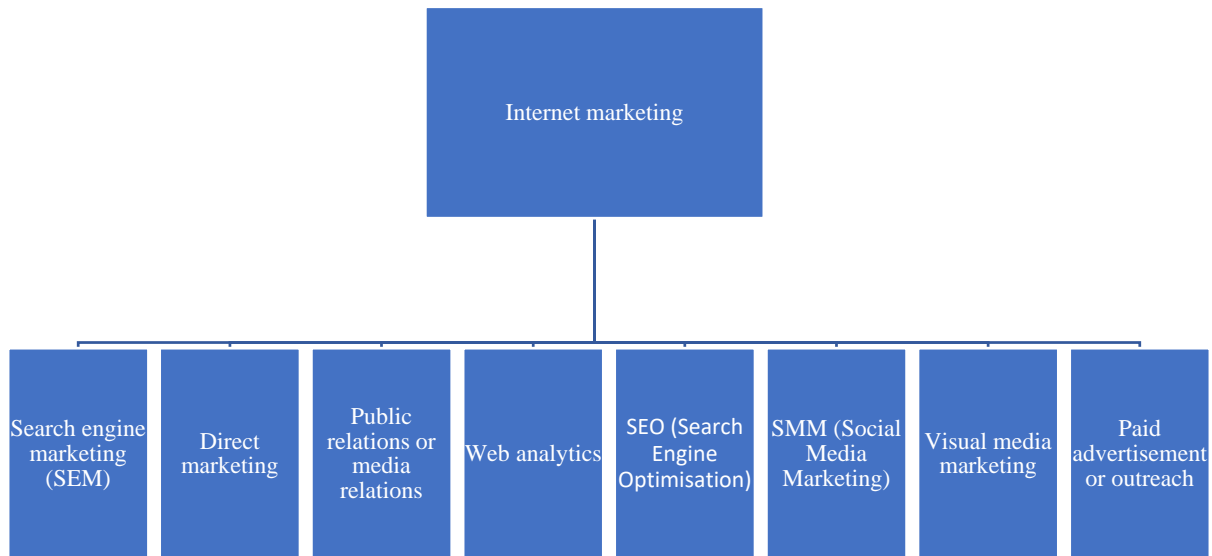 Internet marketing
Search engine
marketing
(SEM)
Direct
marketing
Public
relations or
media
relations
Web analytics
SEO (Search
Engine
Optimisation)
SMM (Social
Media
Marketing)
Visual media
marketing
Paid
advertisement
or outreach